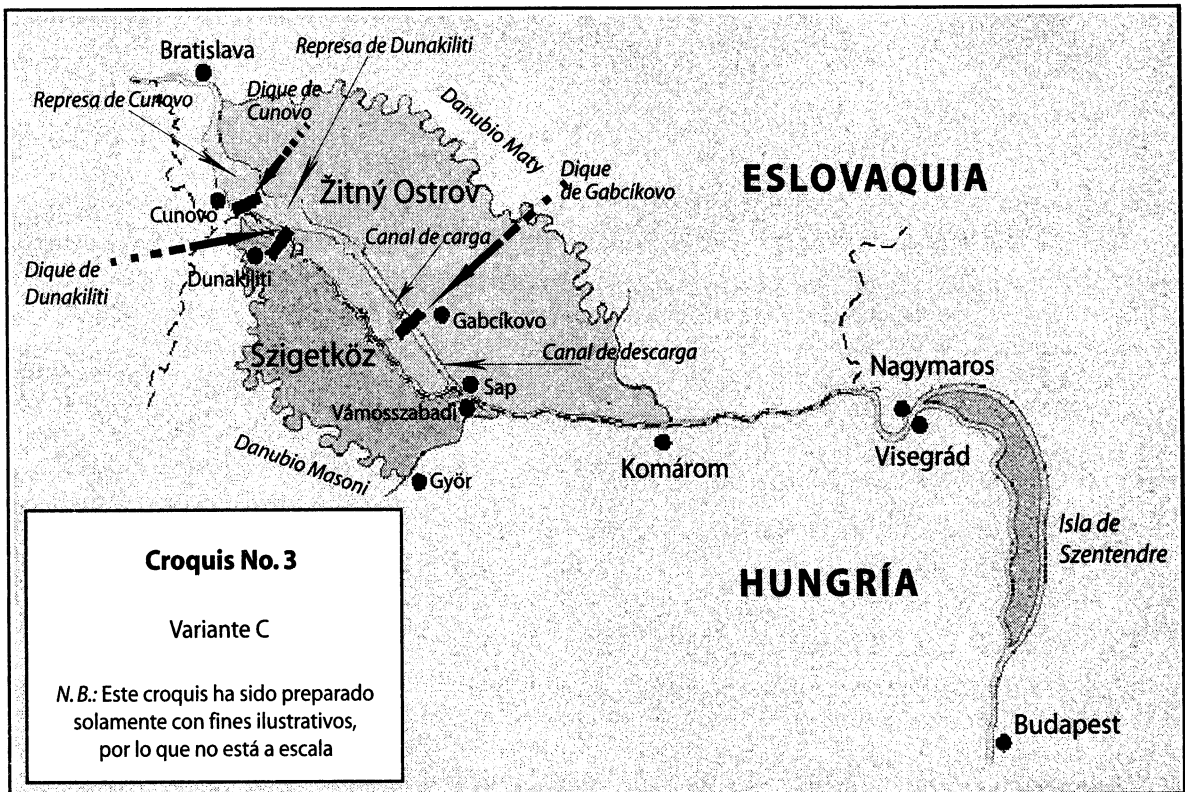 Bratislava
Represa de Dunakiliti
Represa de Cunovo
Dique de
Cunovo
Danubio Maty
Dique
de Gabcíkovo
ESLOVAQUIA
Žitný Ostrov
Cunovo
Canal de carga
Dique de
Dunakiliti
Dunakiliti
Gabcíkovo
Szigetköz
Canal de descarga
Nagymaros
Sap
Vámosszabadi
Visegrád
Komárom
Danubio Masoni
Györ
Isla de
Szentendre
HUNGRÍA
Budapest
Croquis No. 3
Variante C
N. B.: Este croquis ha sido preparado
solamente con fines ilustrativos,
por lo que no está a escala